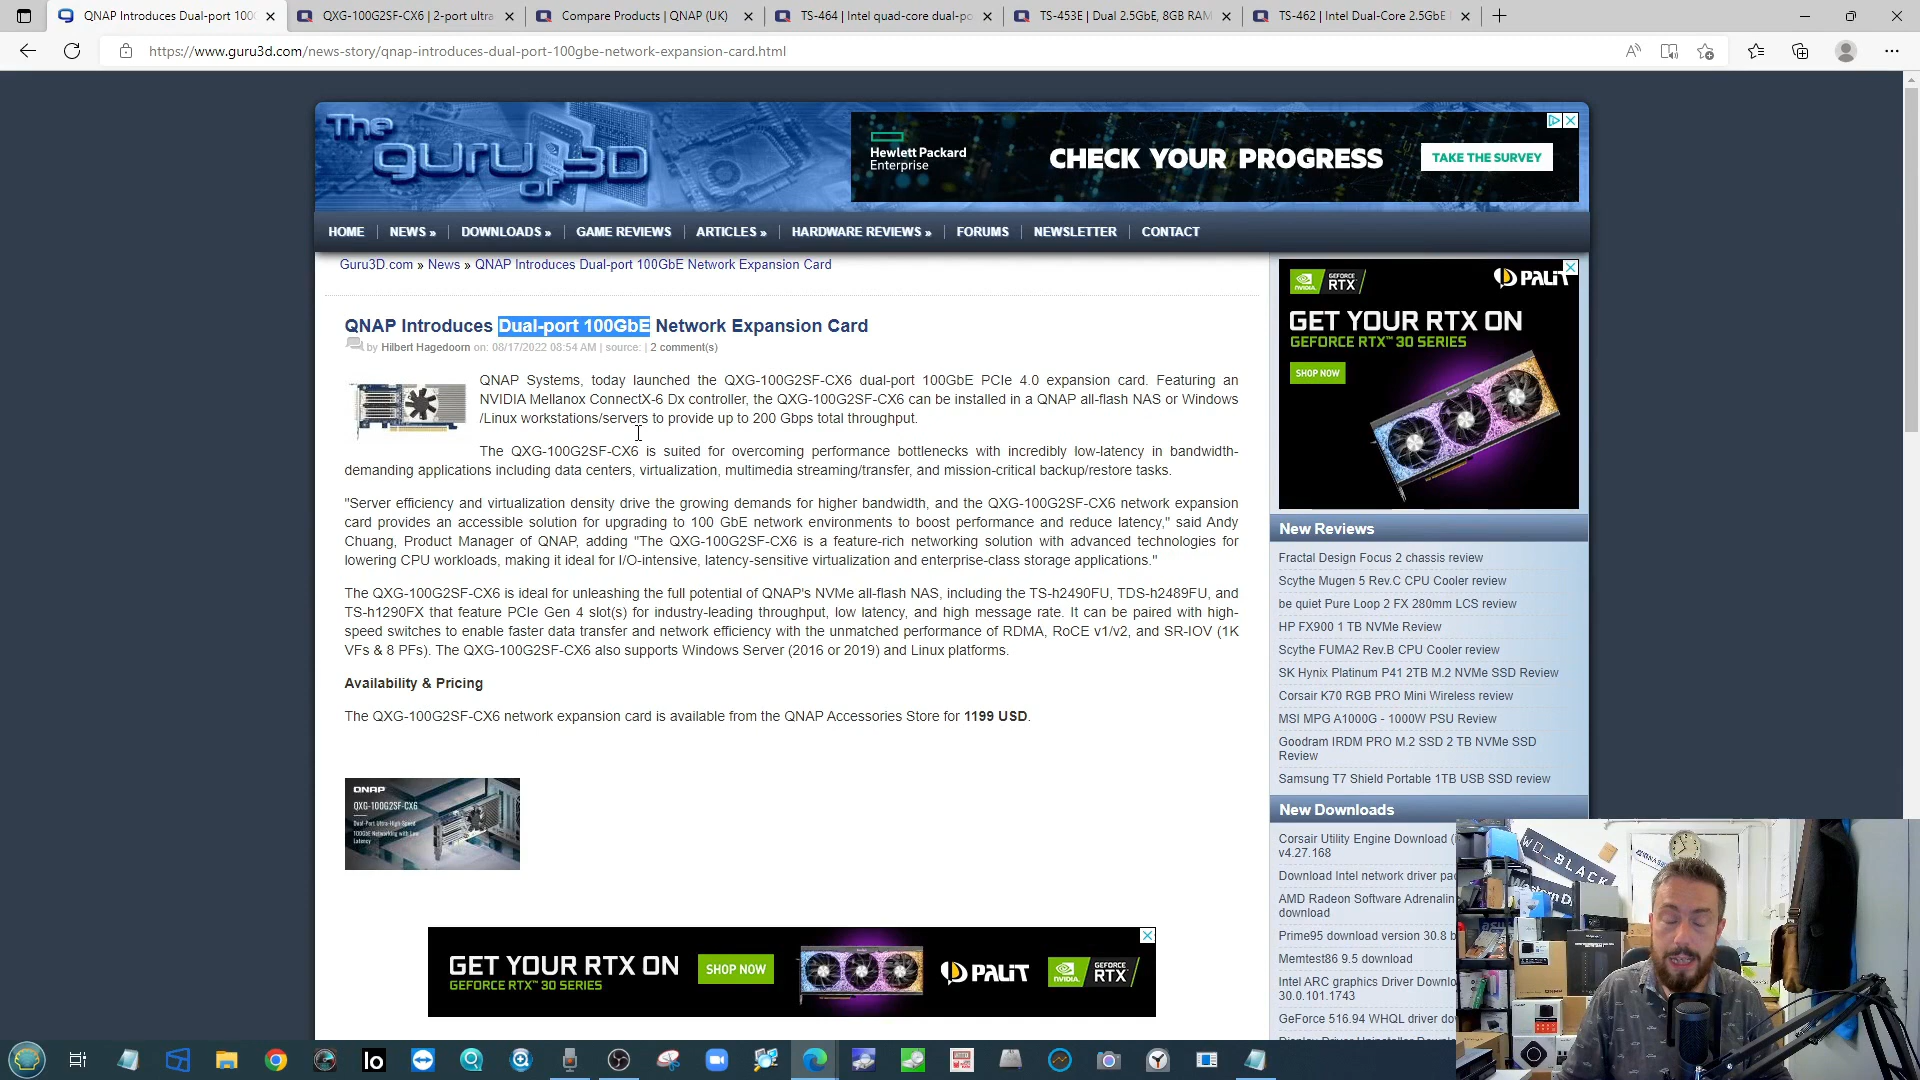 QNAP Introduces Dual-port 100
QXG-100G2SF-CX6 | 2-port ultra
Compare Products | QNAP (UK)
TS-464 | Intel quad-core dual-po
TS-453E | Dual 2.5GbE, 8GB RAM
TS-462 | Intel Dual-Core 2.5GbE
https://www.guru3d.com/news-story/qnap-introduces-dual-port-100gbe-network-expansion-card.html
The
guru
of
3D
Hewlett Packard
Enterprise
CHECK YOUR PROGRESS
TAKE THE SURVEY
HOME
NEWS »
DOWNLOADS »
GAME REVIEWS
ARTICLES »
HARDWARE REVIEWS »
FORUMS
NEWSLETTER
CONTACT
Guru3D.com » News » QNAP Introduces Dual-port 100GbE Network Expansion Card
QNAP Introduces Dual-port 100GbE Network Expansion Card
by Hilbert Hagedoorn on: 08/17/2022 08:54 AM | source: | 2 comment(s)
QNAP Systems, today launched the QXG-100G2SF-CX6 dual-port 100GbE PCIe 4.0 expansion card. Featuring an
NVIDIA Mellanox ConnectX-6 Dx controller, the QXG-100G2SF-CX6 can be installed in a QNAP all-flash NAS or Windows
/Linux workstations/servers to provide up to 200 Gbps total throughput.
The QXG-100G2SF-CX6 is suited for overcoming performance bottlenecks with incredibly low-latency in bandwidth-
demanding applications including data centers, virtualization, multimedia streaming/transfer, and mission-critical backup/restore tasks.
"Server efficiency and virtualization density drive the growing demands for higher bandwidth, and the QXG-100G2SF-CX6 network expansion
card provides an accessible solution for upgrading to 100 GbE network environments to boost performance and reduce latency," said Andy
Chuang, Product Manager of QNAP, adding "The QXG-100G2SF-CX6 is a feature-rich networking solution with advanced technologies for
lowering CPU workloads, making it ideal for I/O-intensive, latency-sensitive virtualization and enterprise-class storage applications."
The QXG-100G2SF-CX6 is ideal for unleashing the full potential of QNAP's NVMe all-flash NAS, including the TS-h2490FU, TDS-h2489FU, and
TS-h1290FX that feature PCIe Gen 4 slot(s) for industry-leading throughput, low latency, and high message rate. It can be paired with high-
speed switches to enable faster data transfer and network efficiency with the unmatched performance of RDMA, RoCE v1/v2, and SR-IOV (1K
VFs & 8 PFs). The QXG-100G2SF-CX6 also supports Windows Server (2016 or 2019) and Linux platforms.
Availability & Pricing
The QXG-100G2SF-CX6 network expansion card is available from the QNAP Accessories Store for 1199 USD.
QNAP
QXG-100G2SF-CX6
Dual-Port Ultra-High-Speed
100GbE Networking with Low
Latency
GET YOUR RTX ON
GEFORCE RTX™ 30 SERIES
SHOP NOW
PALIT
NVIDIA
GEFORCE
RTX
NVIDIA
GEFORCE
RTX
PALIT
GET YOUR RTX ON
GEFORCE RTX™ 30 SERIES
SHOP NOW
New Reviews
Fractal Design Focus 2 chassis review
Scythe Mugen 5 Rev.C CPU Cooler review
be quiet Pure Loop 2 FX 280mm LCS review
HP FX900 1 TB NVMe Review
Scythe FUMA2 Rev.B CPU Cooler review
SK Hynix Platinum P41 2TB M.2 NVMe SSD Review
Corsair K70 RGB PRO Mini Wireless review
MSI MPG A1000G - 1000W PSU Review
Goodram IRDM PRO M.2 SSD 2 TB NVMe SSD
Review
Samsung T7 Shield Portable 1TB USB SSD review
New Downloads
Corsair Utility Engine Download (
v4.27.168
Download Intel network driver pa
AMD Radeon Software Adrenalin
download
Prime95 download version 30.8 b
Memtest86 9.5 download
Intel ARC graphics Driver Downlo
30.0.101.1743
GeForce 516.94 WHQL driver do
WD_BLACK
Western D
Io